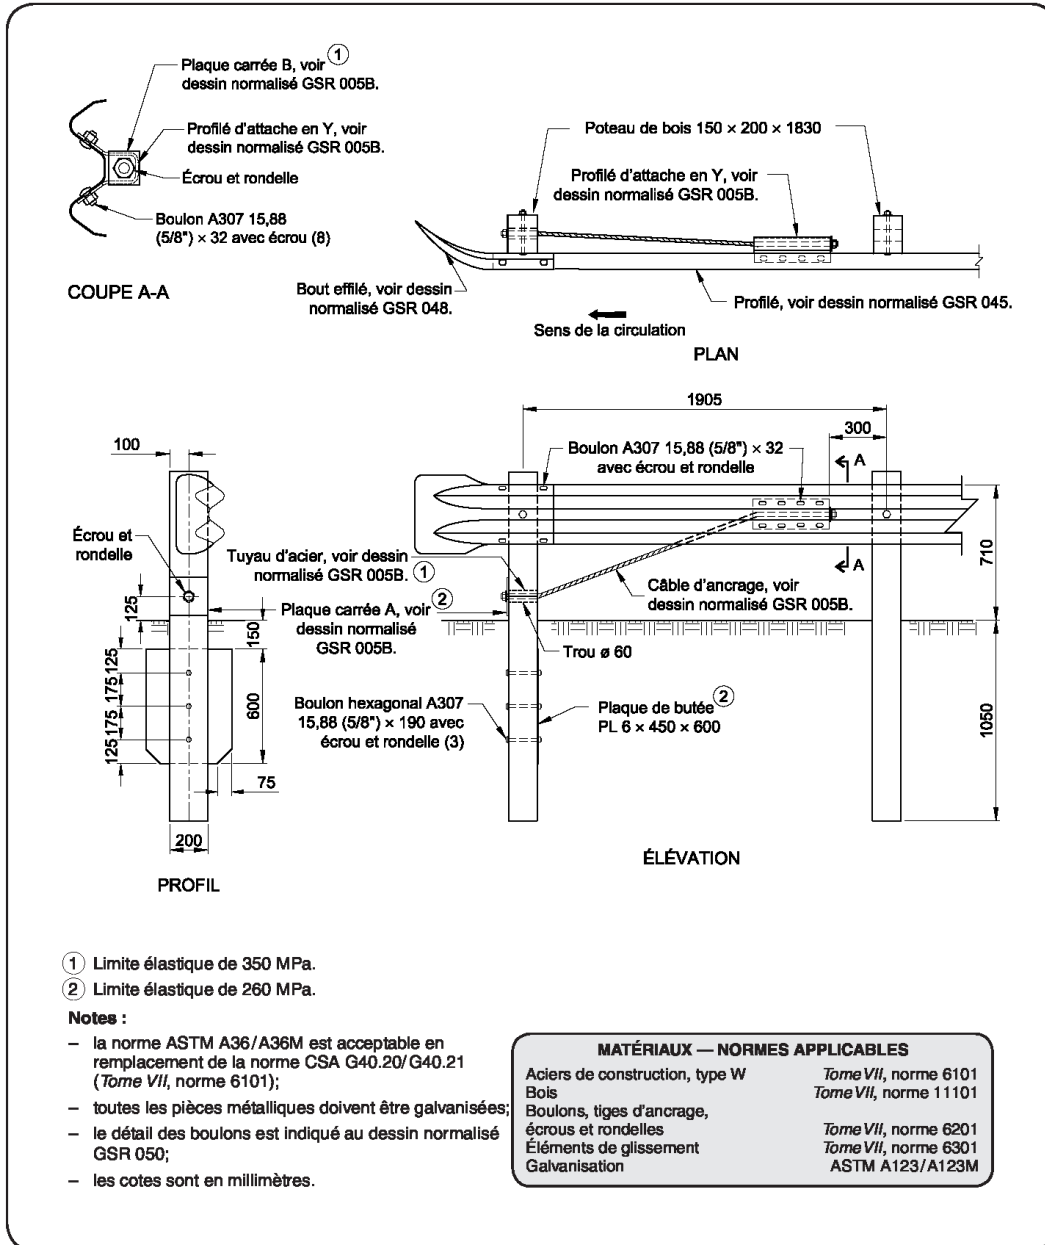 Plaque carrée B, voir ①
dessin normalisé GSR 005B.
Profilé d'attache en Y, voir
dessin normalisé GSR 005B.
Écrou et rondelle
Boulon A307 15,88
(5/8") × 32 avec écrou (8)
COUPE A-A
Poteau de bois 150 × 200 × 1830
Profilé d'attache en Y, voir
dessin normalisé GSR 005B.
Bout effilé, voir dessin
normalisé GSR 048.
Profilé, voir dessin normalisé GSR 045.
Sens de la circulation
PLAN
100
Écrou et
rondelle
125
150
125
175
175
125
600
75
200
PROFIL
1905
300
Boulon A307 15,88 (5/8") × 32
avec écrou et rondelle
A
A
710
Tuyau d'acier, voir dessin
normalisé GSR 005B. ①
Câble d'ancrage, voir
dessin normalisé GSR 005B.
Plaque carrée A, voir ②
dessin normalisé
GSR 005B.
Trou ø 60
Boulon hexagonal A307
15,88 (5/8") × 190 avec
écrou et rondelle (3)
Plaque de butée ②
PL 6 × 450 × 600
1050
ÉLÉVATION
① Limite élastique de 350 MPa.
② Limite élastique de 260 MPa.
Notes :
– la norme ASTM A36/A36M est acceptable en
remplacement de la norme CSA G40.20/G40.21
(Tome VII, norme 6101);
– toutes les pièces métalliques doivent être galvanisées;
– le détail des boulons est indiqué au dessin normalisé
GSR 050;
– les cotes sont en millimètres.
MATÉRIAUX — NORMES APPLICABLES
Aciers de construction, type W Tome VII, norme 6101
Bois Tome VII, norme 11101
Boulons, tiges d'ancrage,
écrous et rondelles Tome VII, norme 6201
Éléments de glissement Tome VII, norme 6301
Galvanisation ASTM A123/A123M